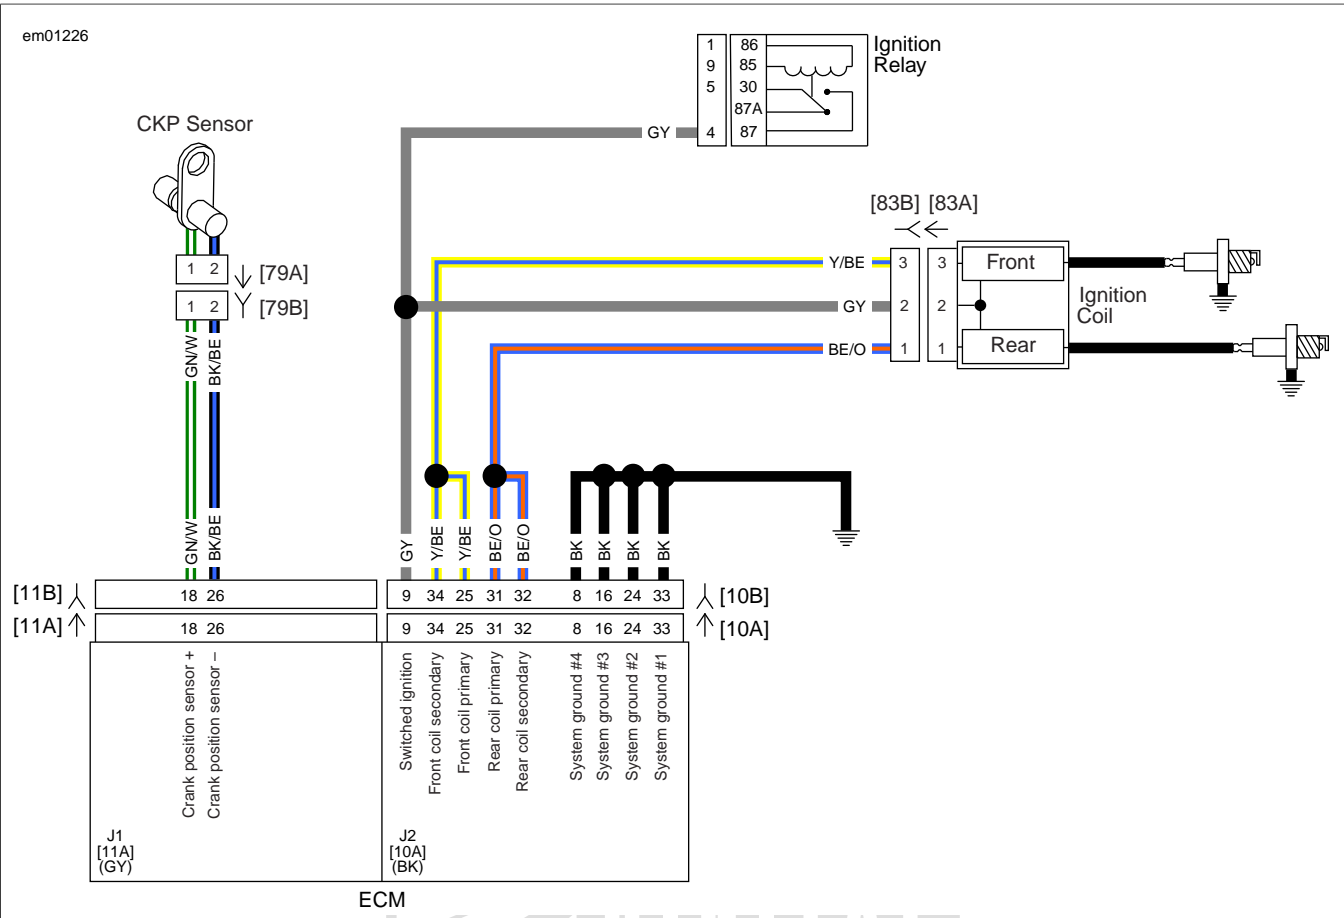 em01226
Ignition
Relay
1 86
9 85
5 30
87A
4 87
GY
CKP Sensor
[83B] [83A]
1 2 [79A]
1 2 [79B]
Y/BE 3 3 Front
GY 2 2
BE/O 1 1 Rear
Ignition
Coil
GN/W BK/BE
GN/W BK/BE GY Y/BE Y/BE BE/O BE/O BK BK BK BK
[11B] 18 26 9 34 25 31 32 8 16 24 33 [10B]
[11A] 18 26 9 34 25 31 32 8 16 24 33 [10A]
Crank position sensor +
Crank position sensor –
Switched ignition
Front coil secondary
Front coil primary
Rear coil primary
Rear coil secondary
System ground #4
System ground #3
System ground #2
System ground #1
J1
[11A]
(GY)
J2
[10A]
(BK)
ECM